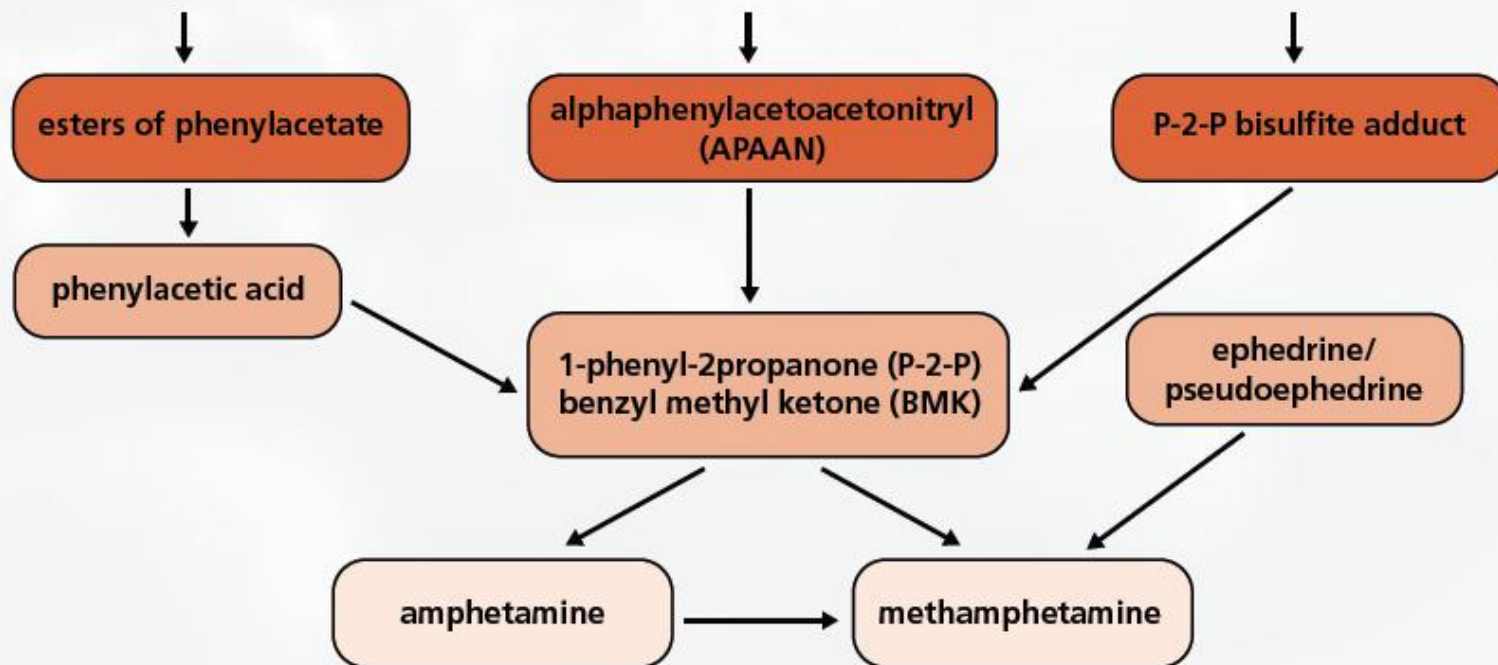 esters of phenylacetate
alphaphenylacetoacetonitryl
(APAAN)
P-2-P bisulfite adduct
phenylacetic acid
1-phenyl-2propanone (P-2-P)
benzyl methyl ketone (BMK)
ephedrine/
pseudoephedrine
amphetamine
methamphetamine